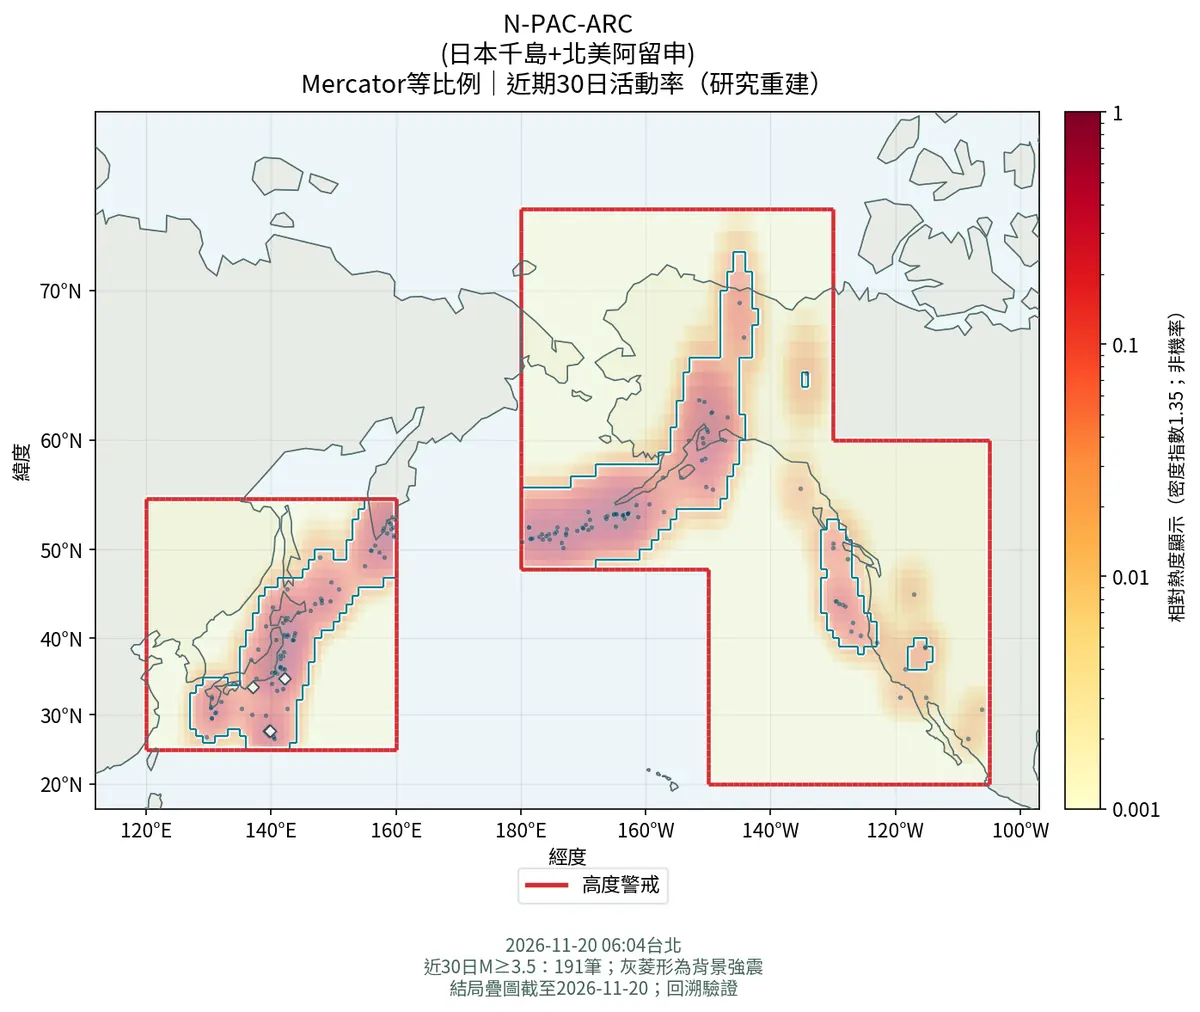 N-PAC-ARC
(日本千島+北美阿留申)
Mercator等比例｜近期30日活動率（研究重建）
緯度
70°N
60°N
50°N
40°N
30°N
20°N
120°E
140°E
160°E
180°E
160°W
140°W
120°W
100°W
經度
1
0.1
0.01
0.001
相對熱度顯示（密度指數1.35；非機率）
高度警戒
2026-11-20 06:04台北
近30日M≥3.5：191筆；灰菱形為背景強震
結局疊圖截至2026-11-20；回溯驗證